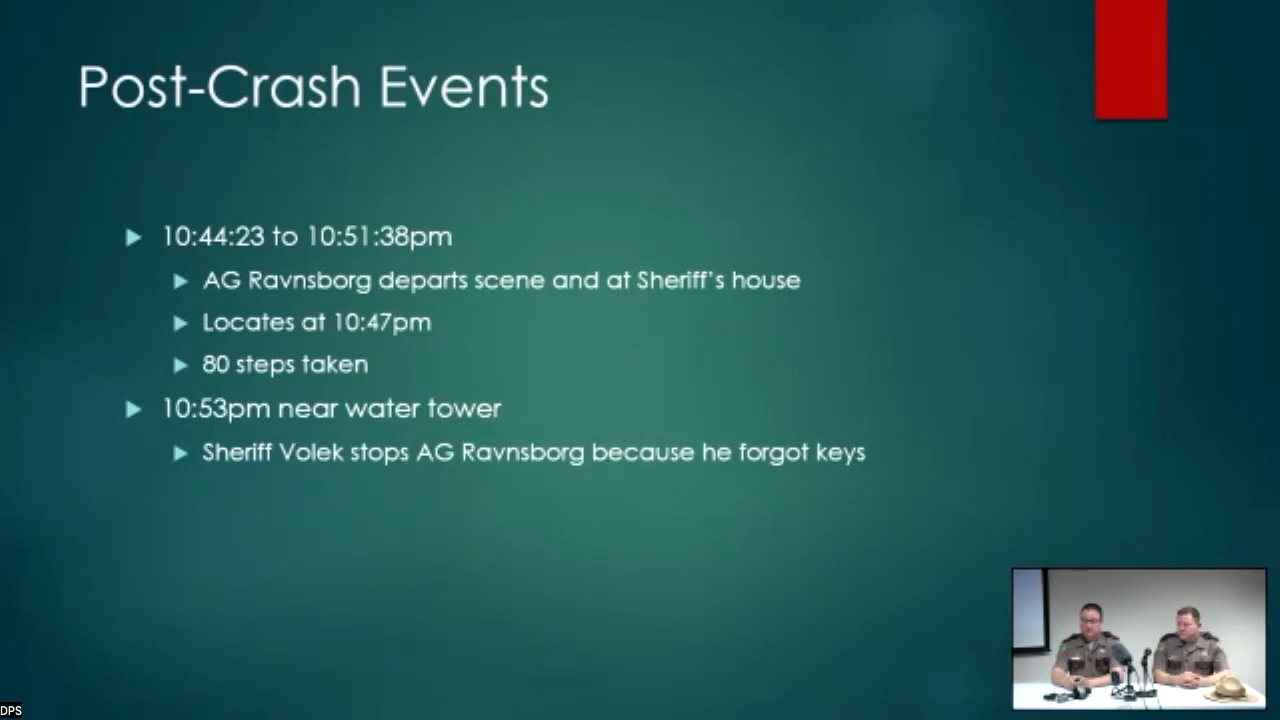 Post-Crash Events
10:44:23 to 10:51:38pm
AG Ravnsborg departs scene and at Sheriff's house
Locates at 10:47pm
80 steps taken
10:53pm near water tower
Sheriff Volek stops AG Ravnsborg because he forgot keys
DPS